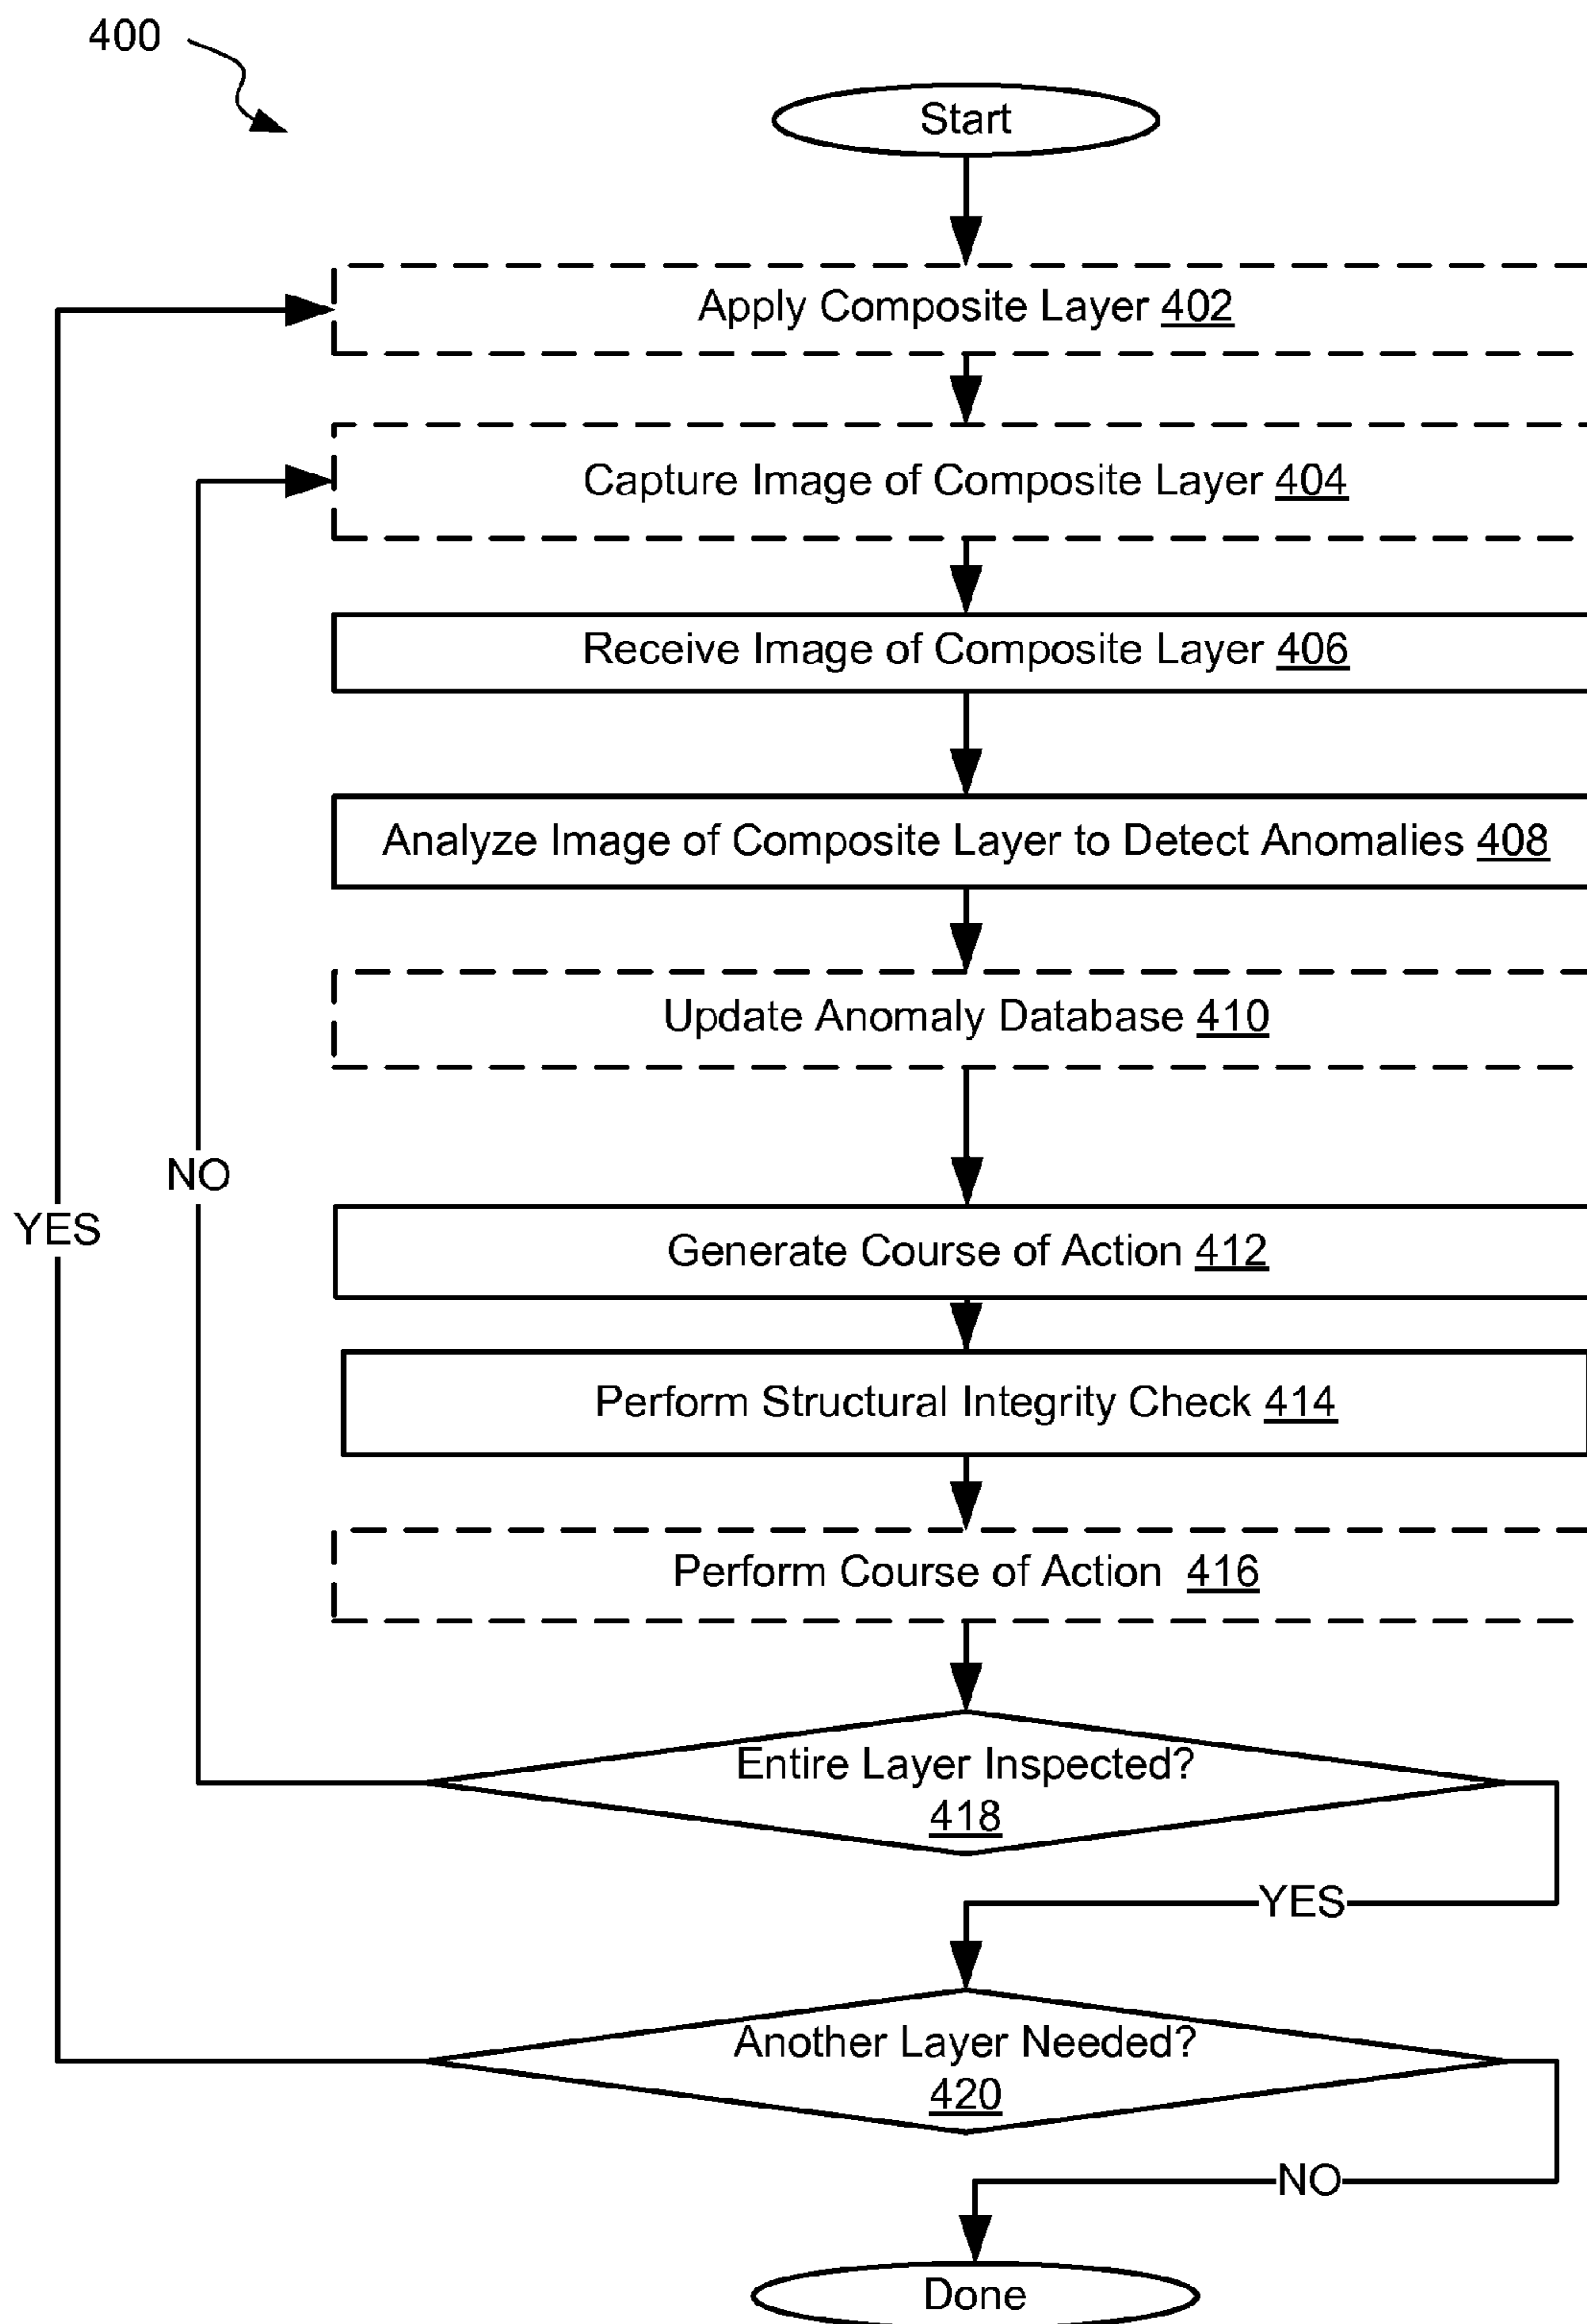 400
Start
Apply Composite Layer 402
Capture Image of Composite Layer 404
Receive Image of Composite Layer 406
Analyze Image of Composite Layer to Detect Anomalies 408
Update Anomaly Database 410
NO
YES
Generate Course of Action 412
Perform Structural Integrity Check 414
Perform Course of Action 416
Entire Layer Inspected?
418
YES
Another Layer Needed?
420
NO
Done